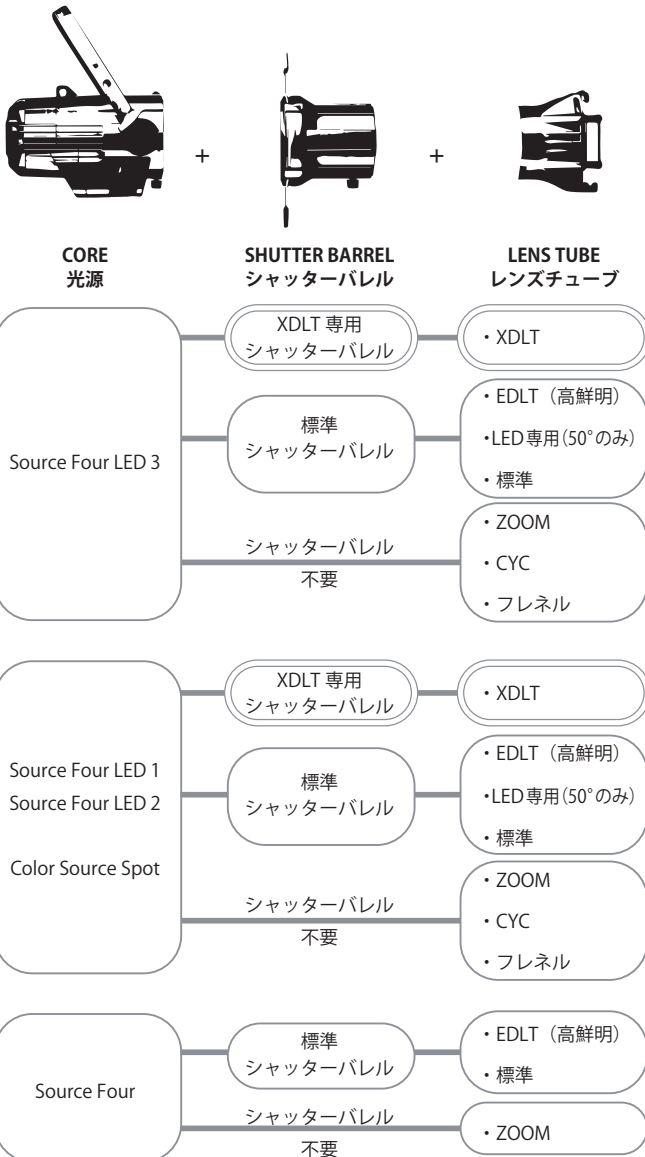 +
+
CORE
光源
SHUTTER BARREL
シャッターバレル
LENS TUBE
レンズチューブ
Source Four LED 3
XDLT 専用
シャッターバレル
・XDLT
標準
シャッターバレル
・EDLT（高鮮明）
・LED専用(50°のみ)
・標準
シャッターバレル
不要
・ZOOM
・CYC
・フレネル
Source Four LED 1
Source Four LED 2
Color Source Spot
XDLT 専用
シャッターバレル
・XDLT
標準
シャッターバレル
・EDLT（高鮮明）
・LED専用(50°のみ)
・標準
シャッターバレル
不要
・ZOOM
・CYC
・フレネル
Source Four
標準
シャッターバレル
・EDLT（高鮮明）
・標準
シャッターバレル
不要
・ZOOM